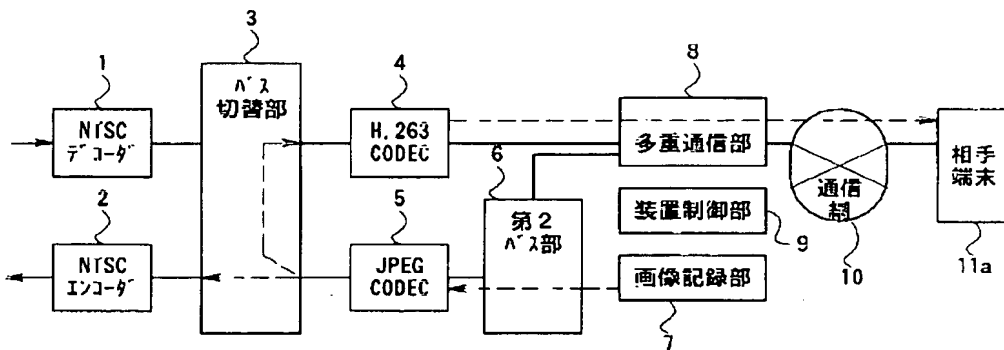 1
NTSC
デコーダ
2
NTSC
エンコーダ
3
バス
切替部
4
H.263
CODEC
5
JPEG
CODEC
6
第2
バス部
8
多重通信部
装置制御部
9
画像記録部
7
通信
網
10
相手
端末
11a